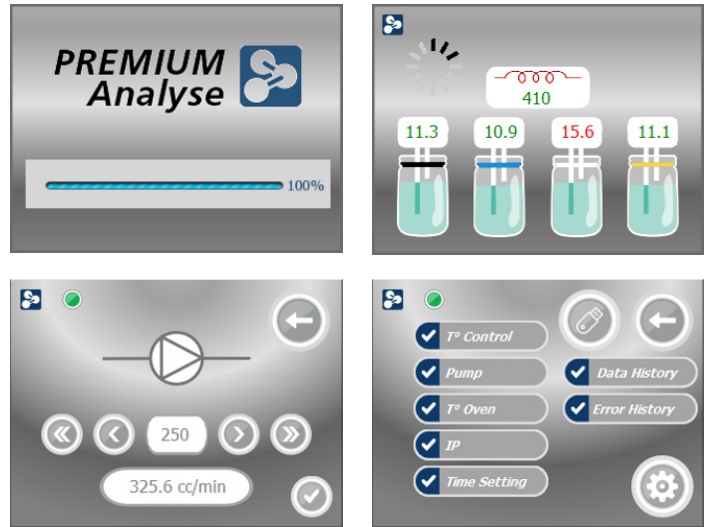 PREMIUM
Analyse
100%
410
11.3 10.9 15.6 11.1
250
325.6 cc/min
T° Control
Pump
T° Oven
IP
Time Setting
Data History
Error History